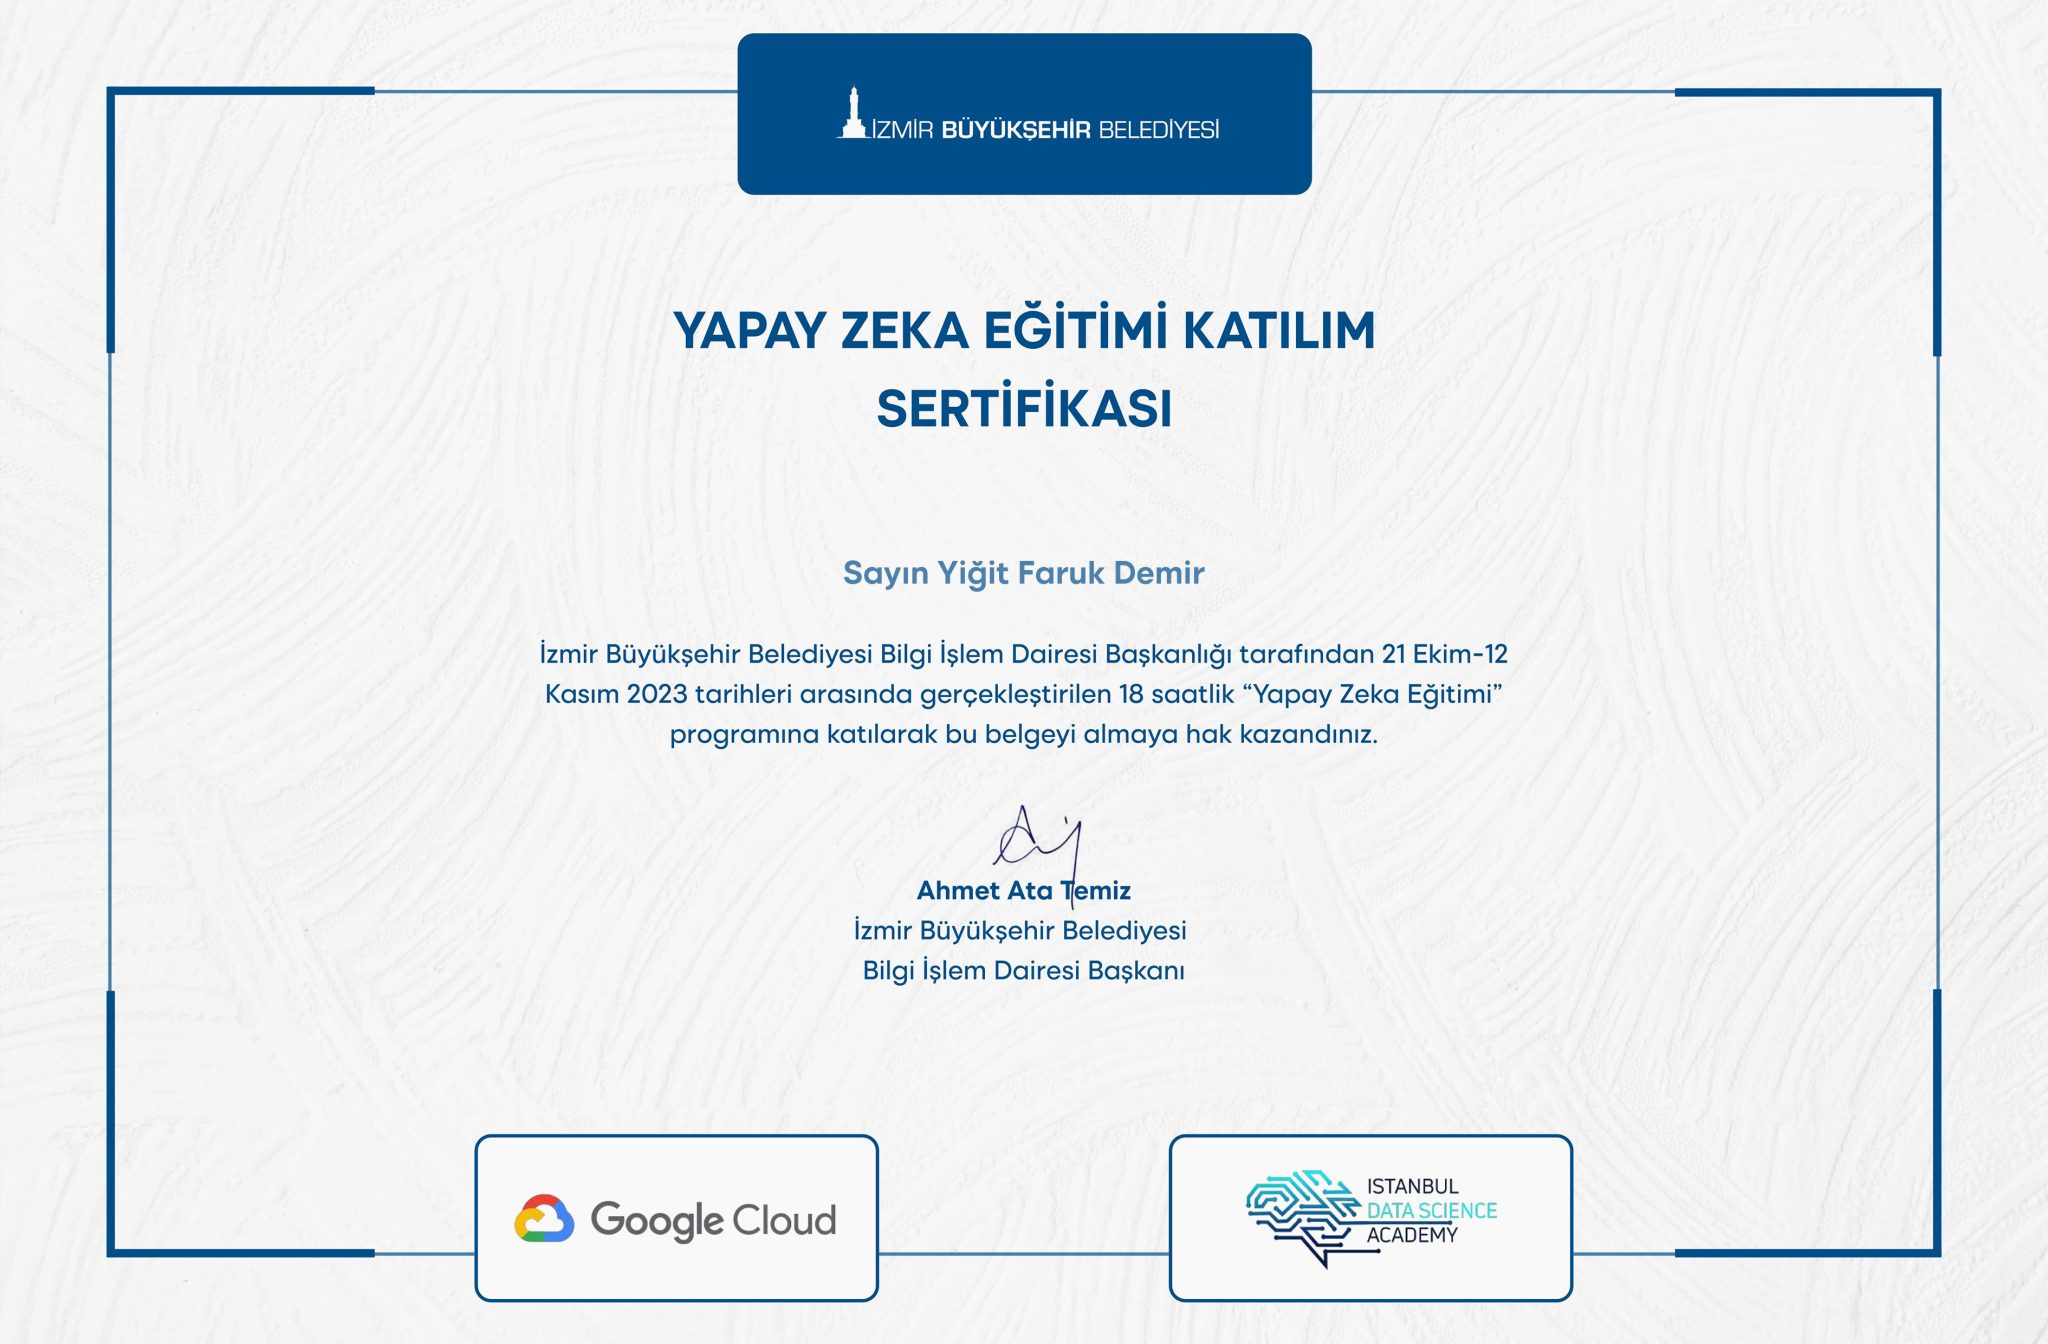 İZMİR BÜYÜKŞEHİR BELEDİYESİ
YAPAY ZEKA EĞİTİMİ KATILIM
SERTİFİKASI
Sayın Yiğit Faruk Demir
İzmir Büyükşehir Belediyesi Bilgi İşlem Dairesi Başkanlığı tarafından 21 Ekim-12
Kasım 2023 tarihleri arasında gerçekleştirilen 18 saatlik “Yapay Zeka Eğitimi”
programına katılarak bu belgeyi almaya hak kazandınız.
Ahmet Ata Temiz
İzmir Büyükşehir Belediyesi
Bilgi İşlem Dairesi Başkanı
Google Cloud
ISTANBUL
DATA SCIENCE
ACADEMY